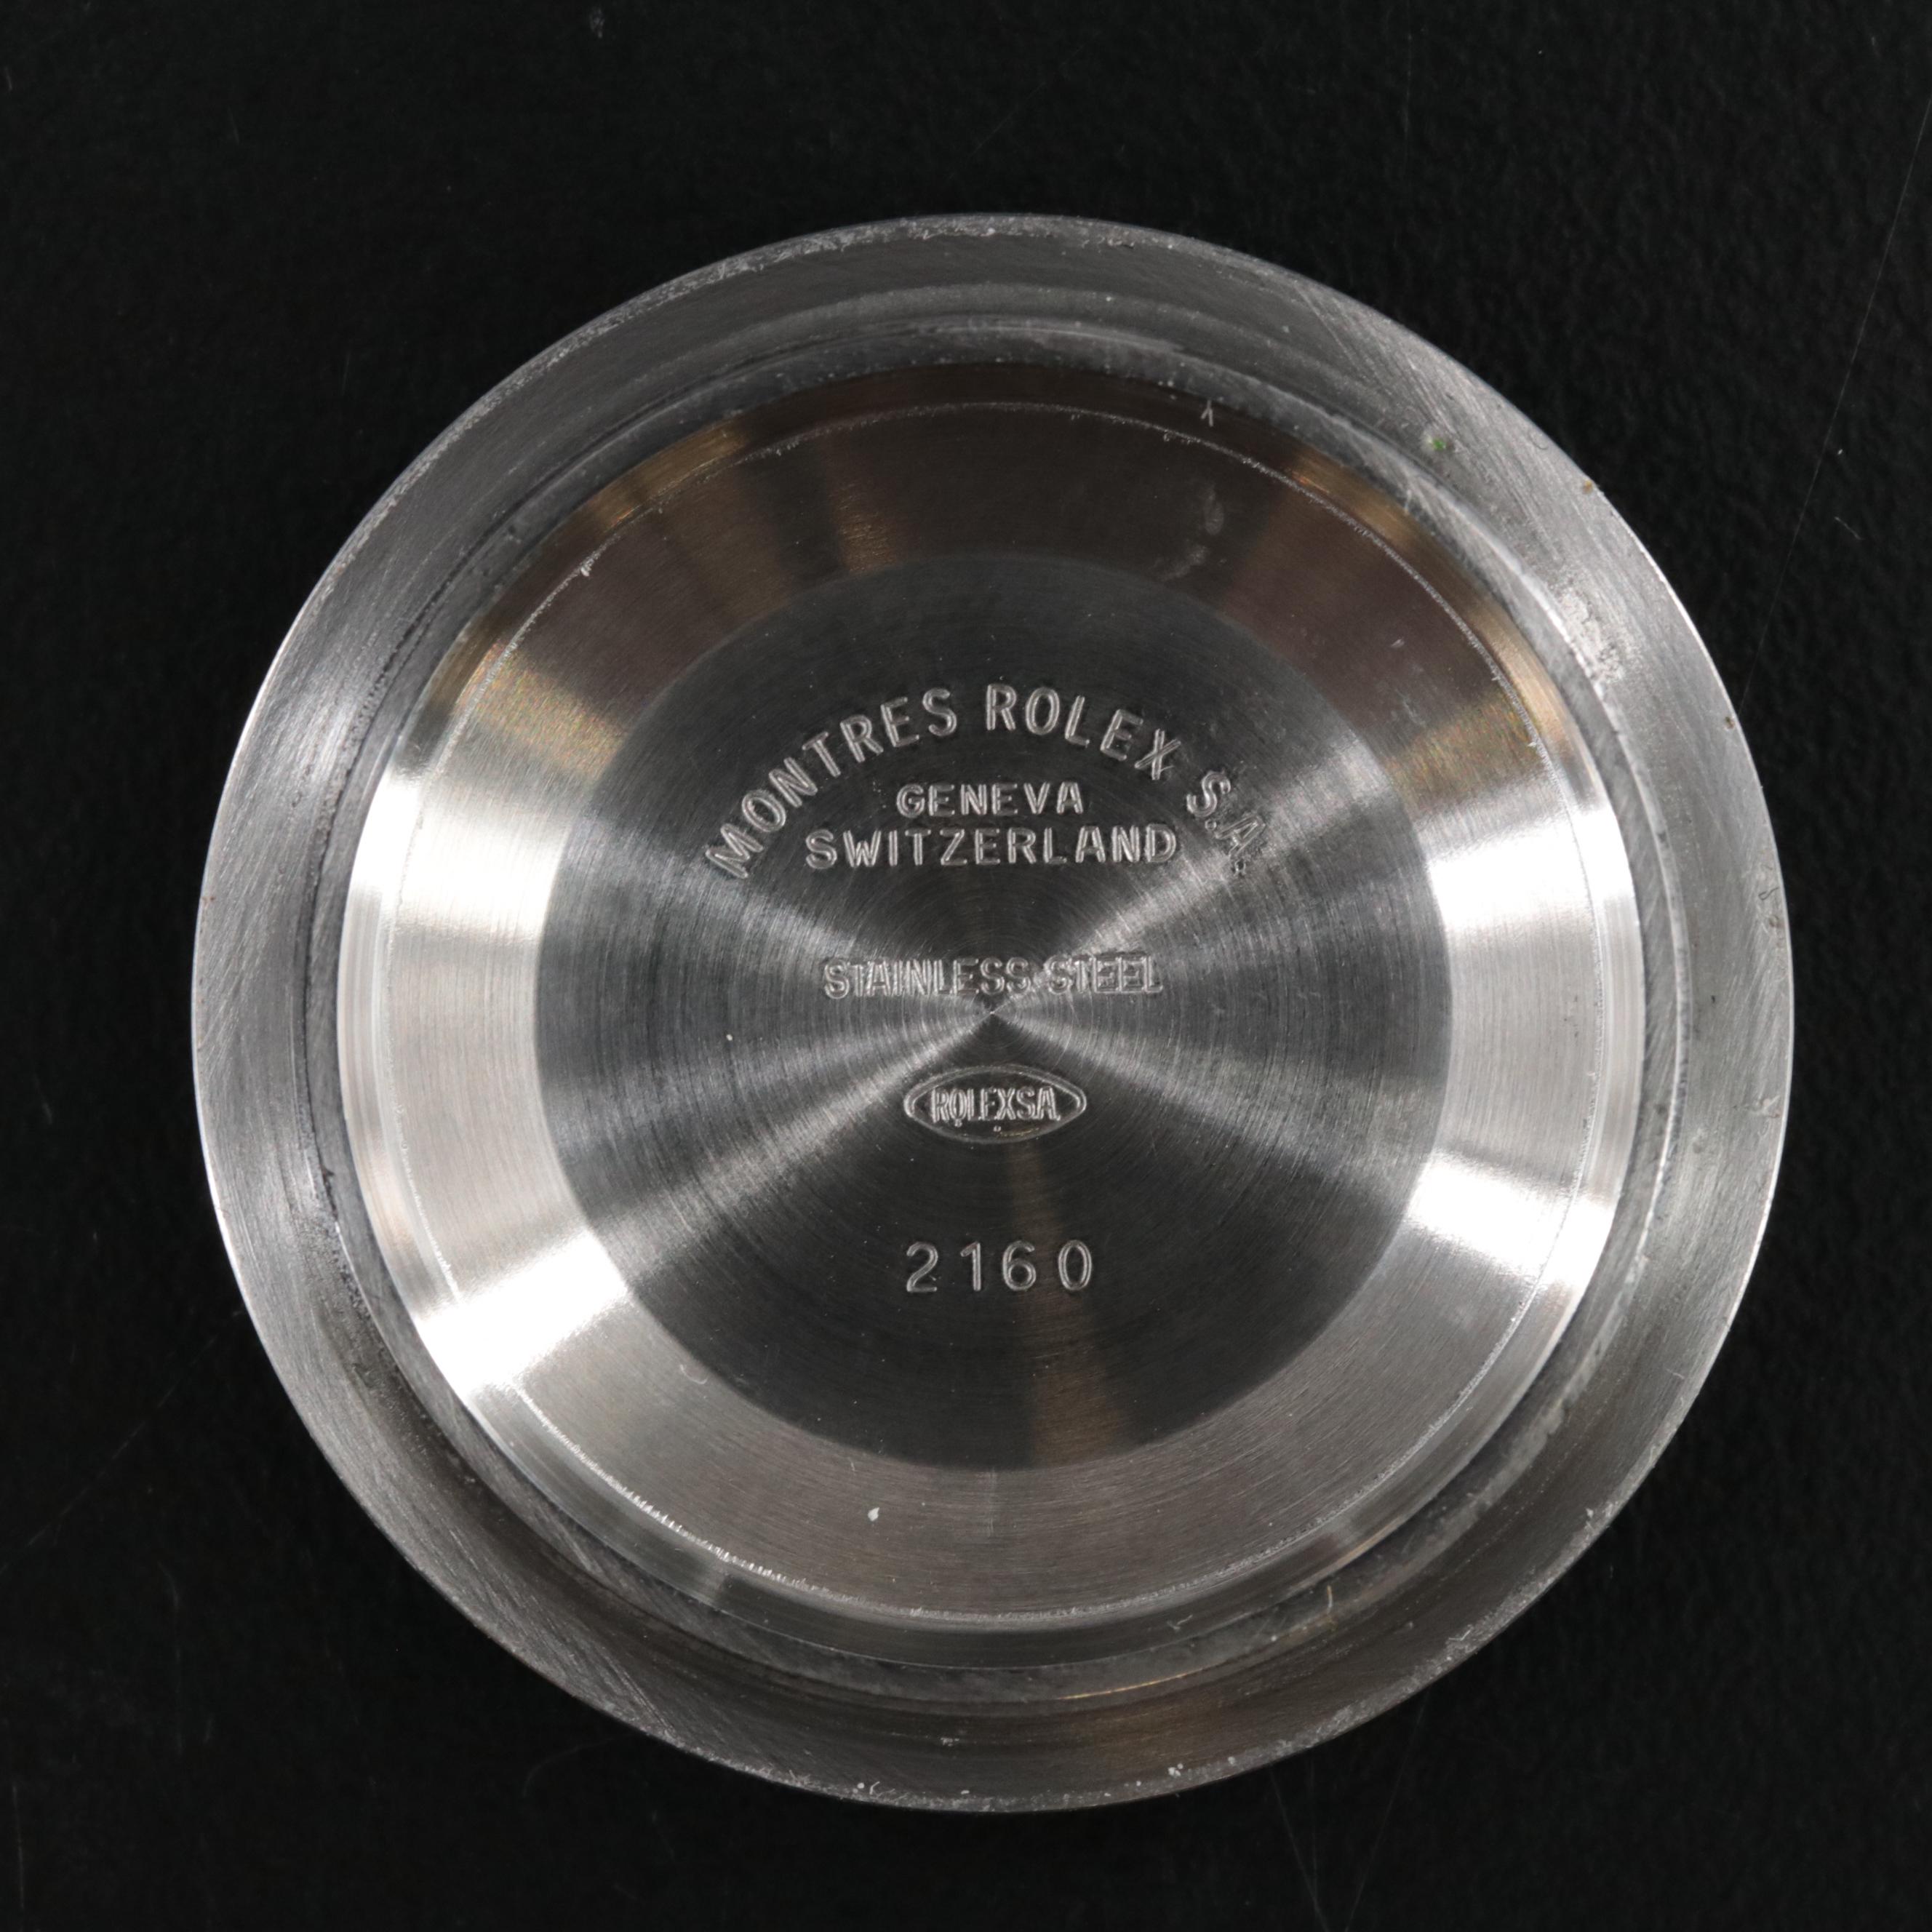 MONTRES ROLEX S.A.
GENEVA
SWITZERLAND
STAINLESS STEEL
ROLEXSA
2160